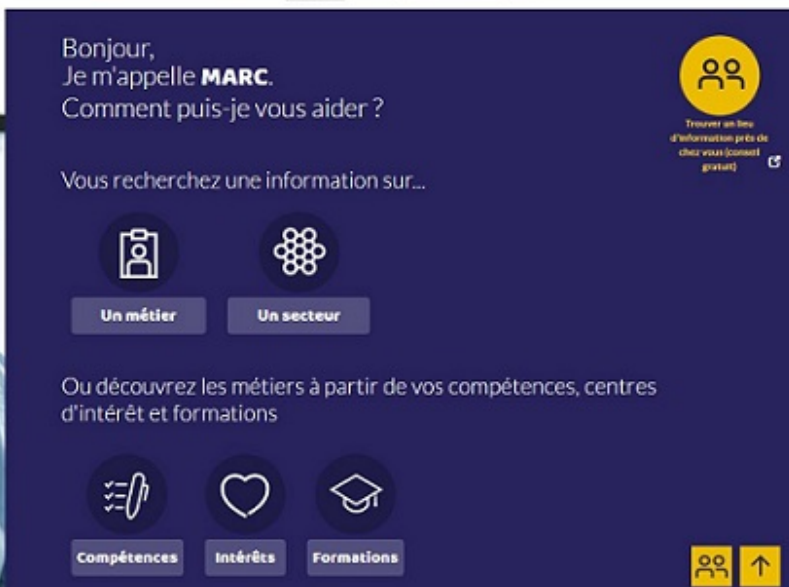 Bonjour,
Je m'appelle MARC.
Comment puis-je vous aider ?
Trouver un lieu
d'information près de
chez vous (conseil
gratuit)
Vous recherchez une information sur...
Un métier
Un secteur
Ou découvrez les métiers à partir de vos compétences, centres
d'intérêt et formations
Compétences
Intérêts
Formations